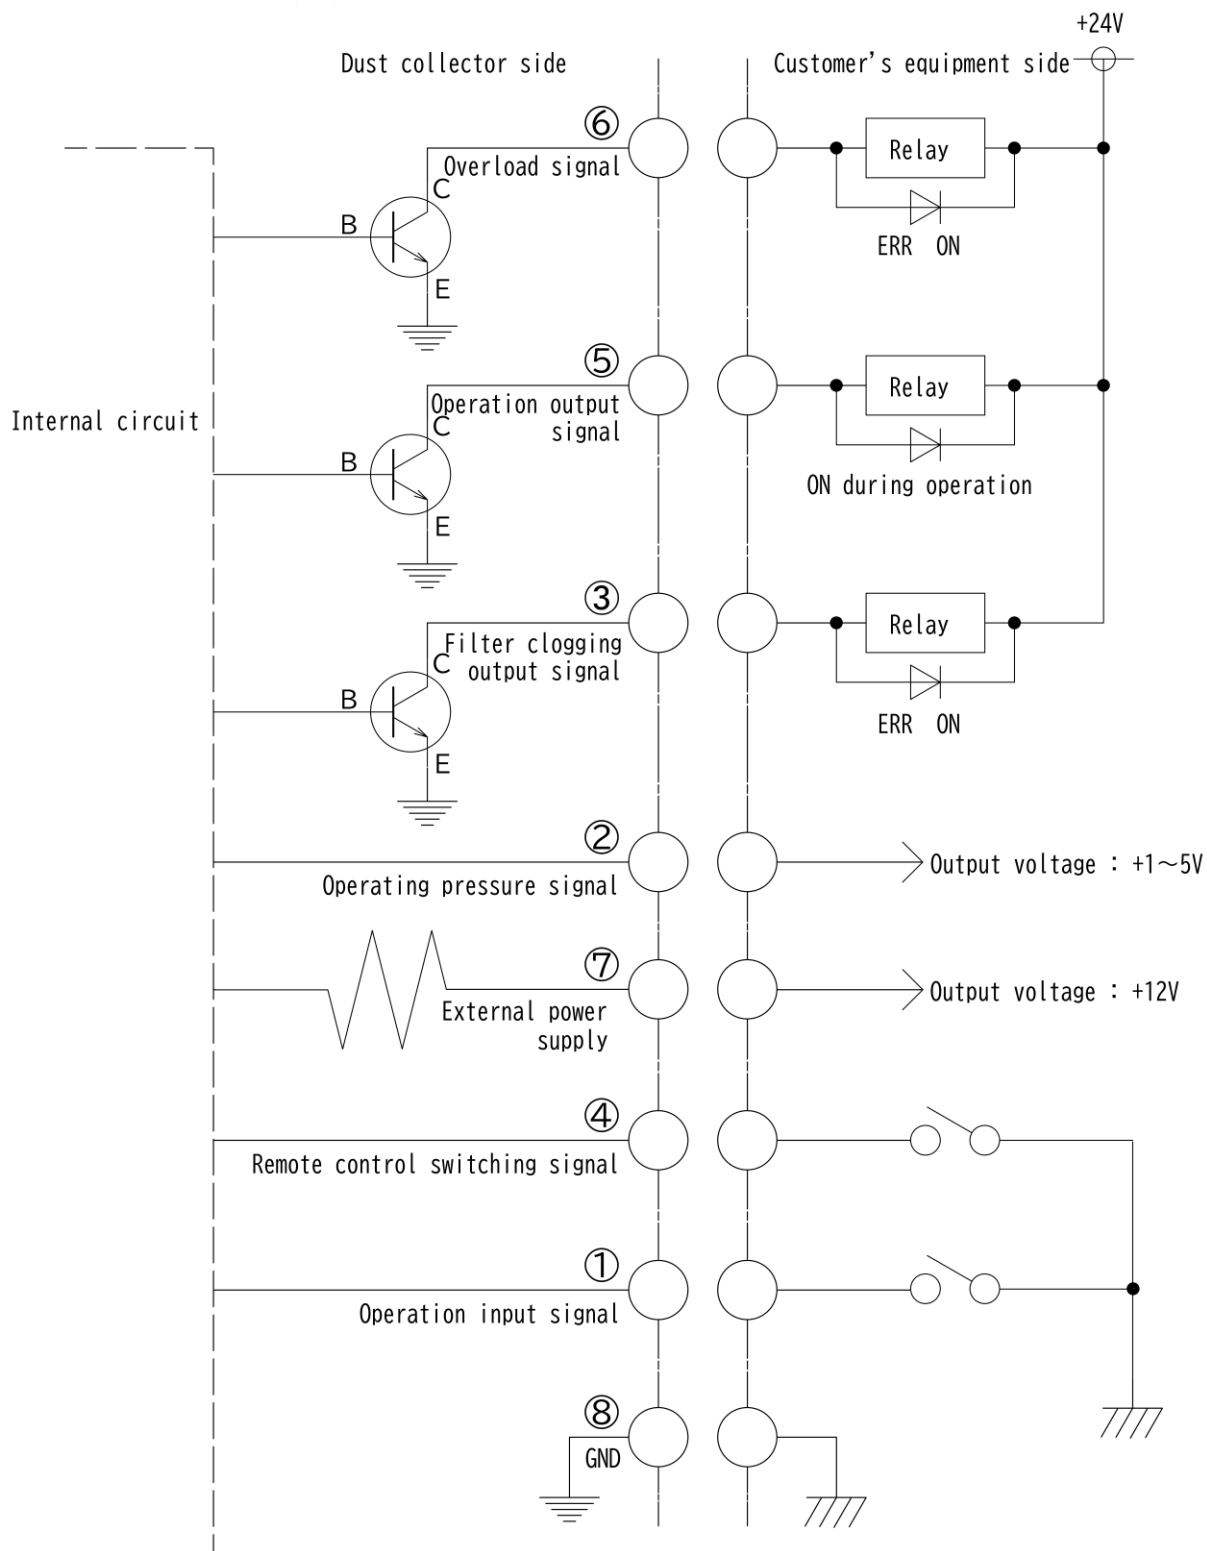 +24V
Dust collector side
Customer's equipment side
⑥
Overload signal
Relay
C
B
E
ERR ON
⑤
Operation output
signal
Relay
C
B
E
ON during operation
Internal circuit
③
Filter clogging
output signal
Relay
C
B
E
ERR ON
②
Operating pressure signal
Output voltage : +1～5V
⑦
External power
supply
Output voltage : +12V
④
Remote control switching signal
①
Operation input signal
⑧
GND